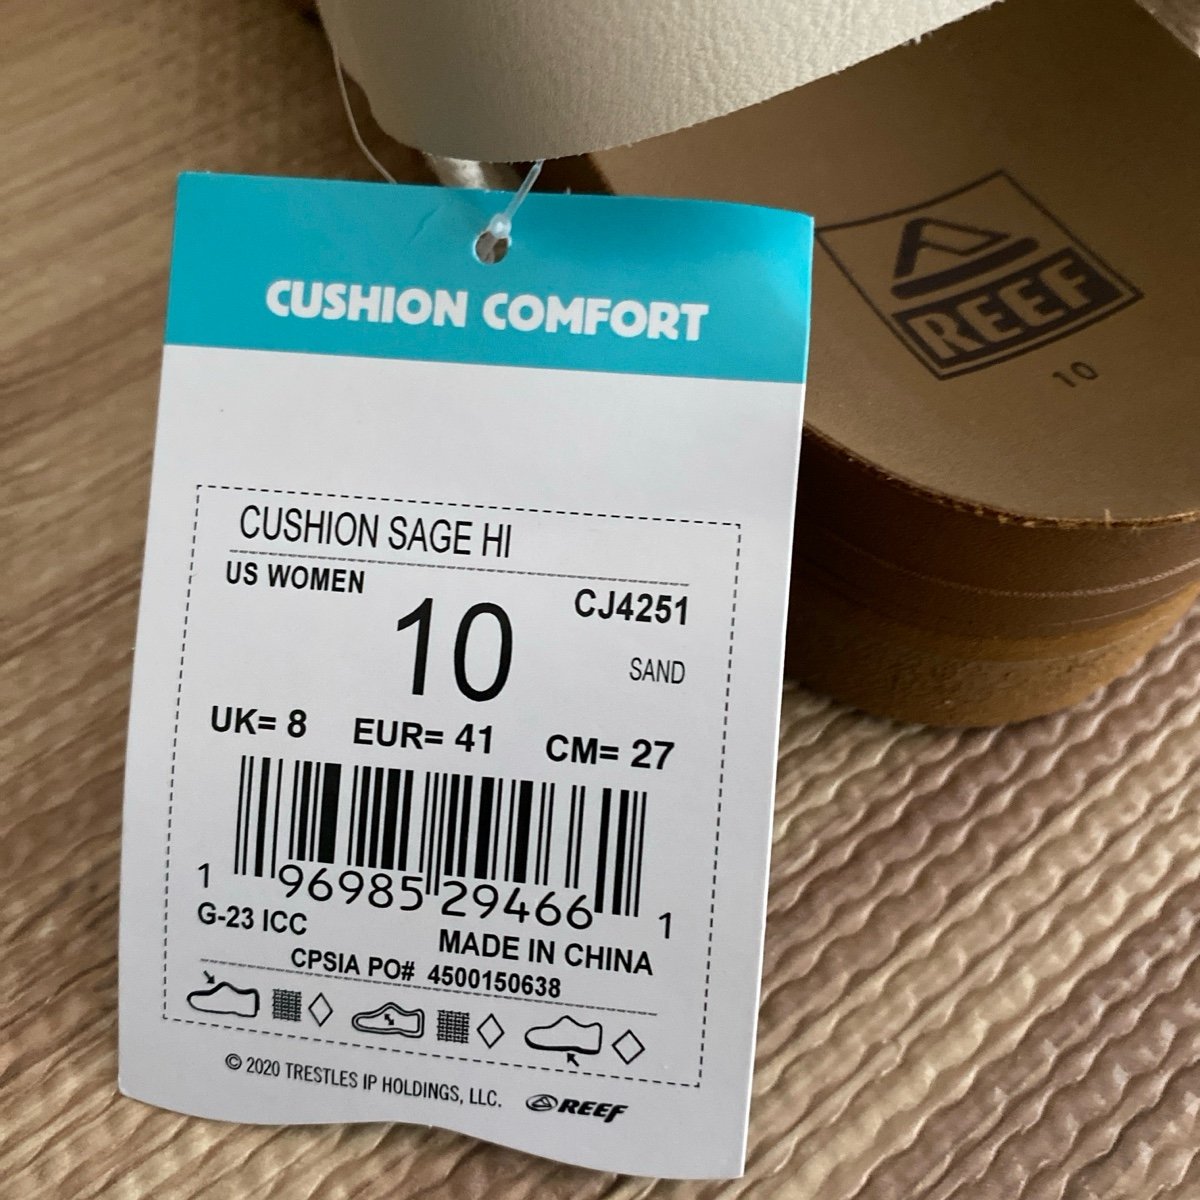 CUSHION COMFORT
CUSHION SAGE HI
US WOMEN
10
CJ4251
SAND
UK= 8 EUR= 41 CM= 27
1 96985 29466 1
G-23 ICC
MADE IN CHINA
CPSIA PO# 4500150638
© 2020 TRESTLES IP HOLDINGS, LLC. REEF
REEF
10